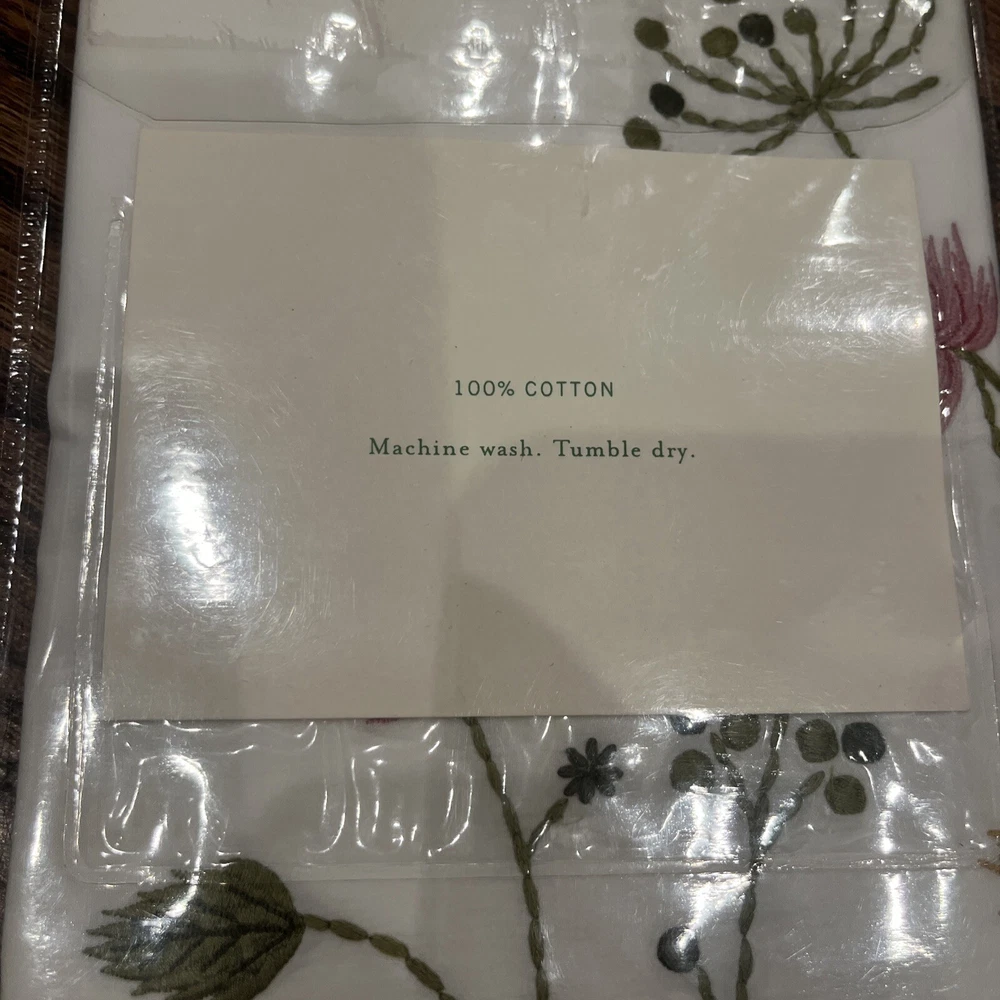 100% COTTON
Machine wash. Tumble dry.